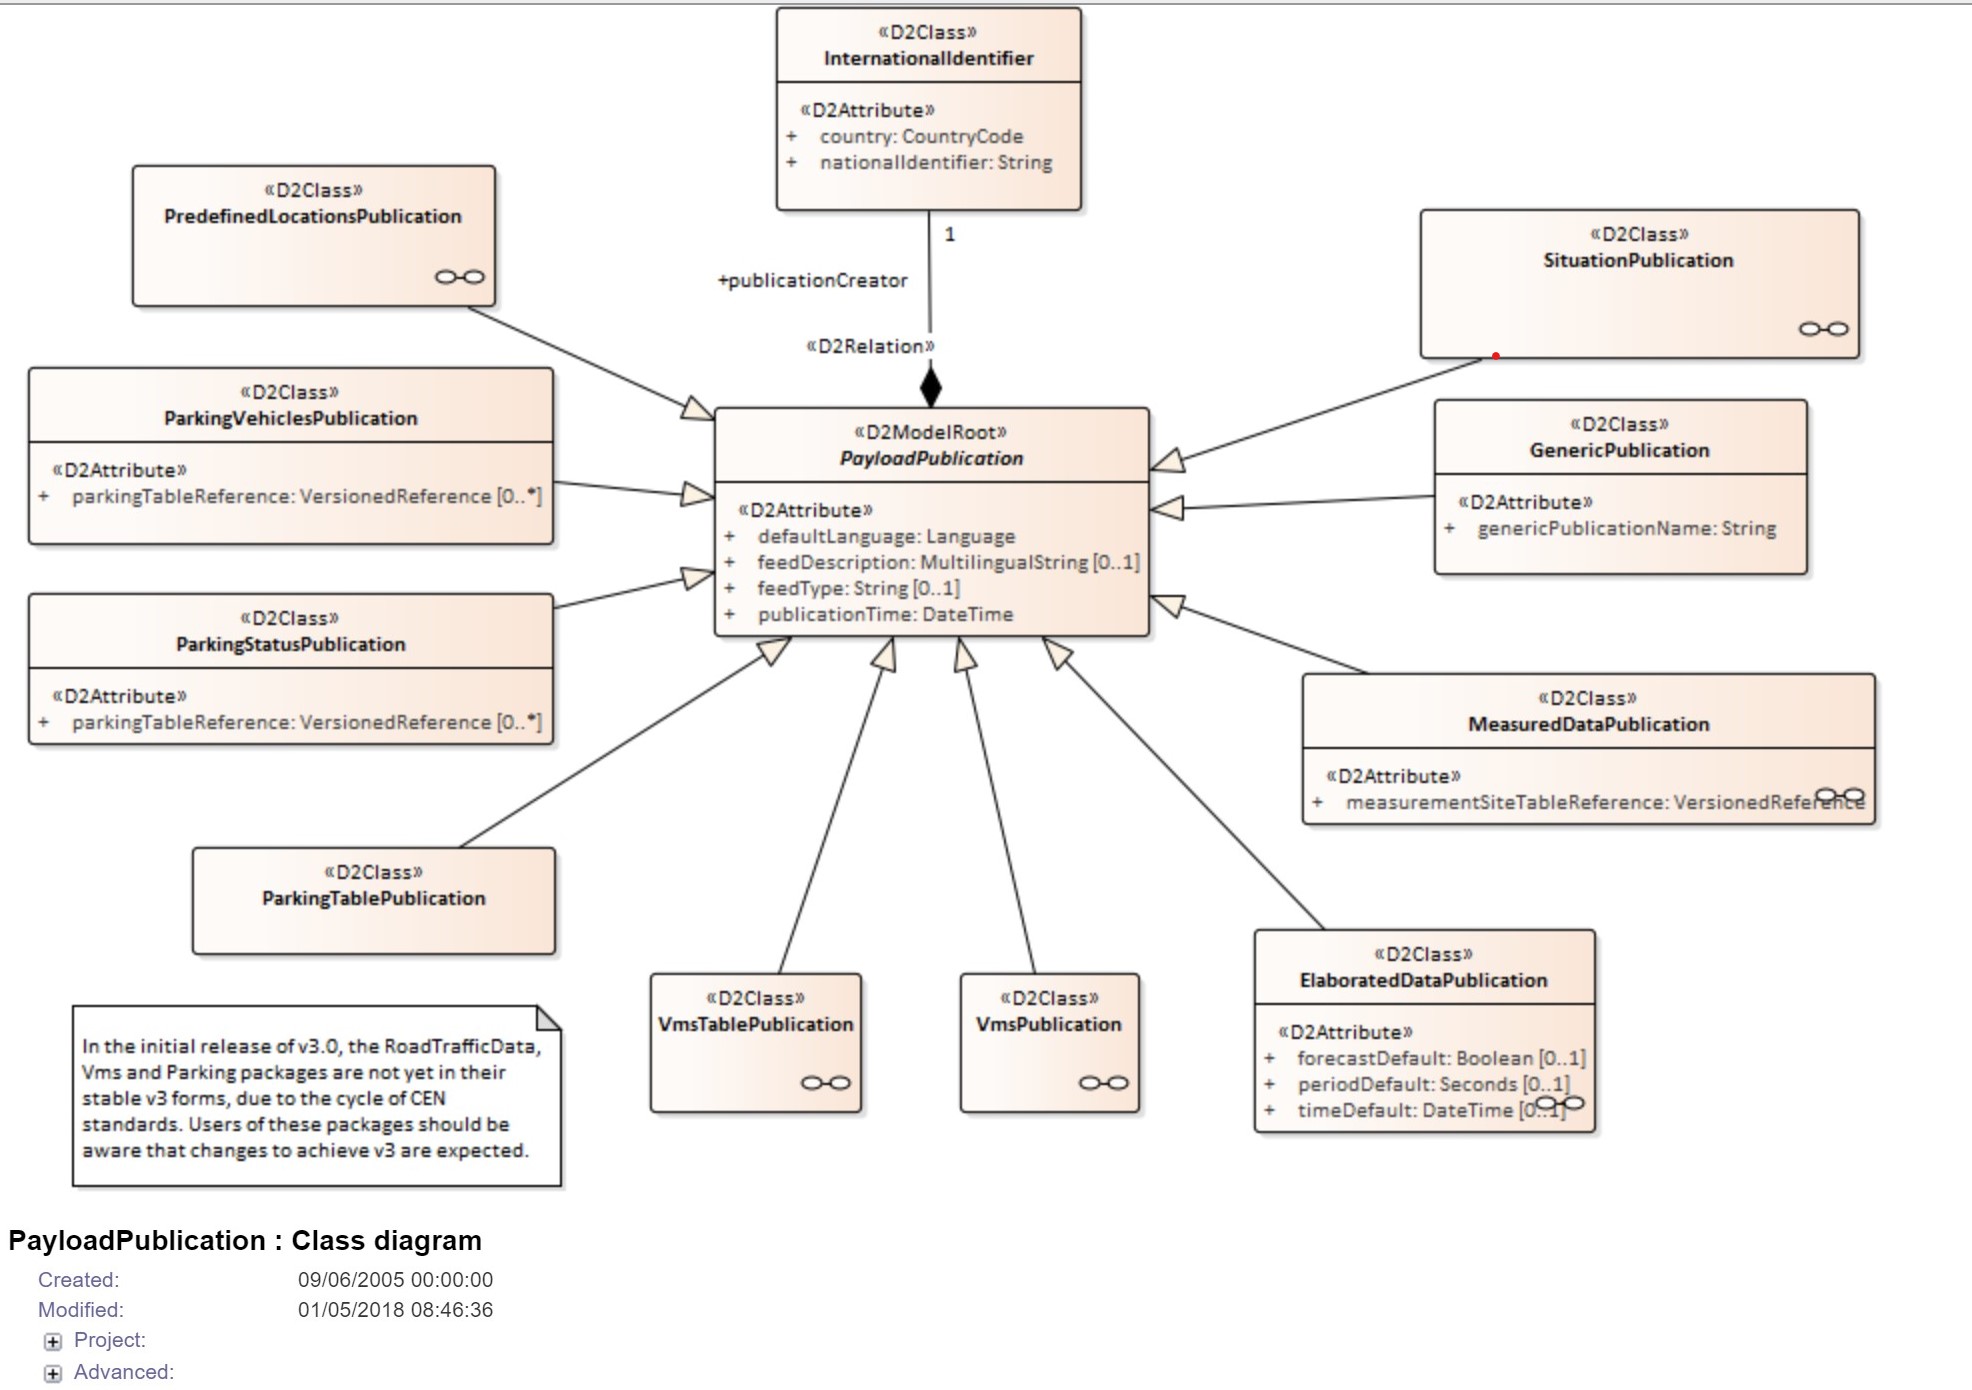 «D2Class»
InternationalIdentifier
«D2Attribute»
+ country: CountryCode
+ nationalIdentifier: String
«D2Class»
PredefinedLocationsPublication
1
+publicationCreator
«D2Relation»
«D2Class»
SituationPublication
«D2Class»
ParkingVehiclesPublication
«D2Attribute»
+ parkingTableReference: VersionedReference [0..*]
«D2ModelRoot»
PayloadPublication
«D2Attribute»
+ defaultLanguage: Language
+ feedDescription: MultilingualString [0..1]
+ feedType: String [0..1]
+ publicationTime: DateTime
«D2Class»
GenericPublication
«D2Attribute»
+ genericPublicationName: String
«D2Class»
ParkingStatusPublication
«D2Attribute»
+ parkingTableReference: VersionedReference [0..*]
«D2Class»
MeasuredDataPublication
«D2Attribute»
+ measurementSiteTableReference: VersionedReference
«D2Class»
ParkingTablePublication
«D2Class»
VmsTablePublication
«D2Class»
VmsPublication
«D2Class»
ElaboratedDataPublication
«D2Attribute»
+ forecastDefault: Boolean [0..1]
+ periodDefault: Seconds [0..1]
+ timeDefault: DateTime [0..1]
In the initial release of v3.0, the RoadTrafficData,
Vms and Parking packages are not yet in their
stable v3 forms, due to the cycle of CEN
standards. Users of these packages should be
aware that changes to achieve v3 are expected.
PayloadPublication : Class diagram
Created: 09/06/2005 00:00:00
Modified: 01/05/2018 08:46:36
Project:
Advanced: